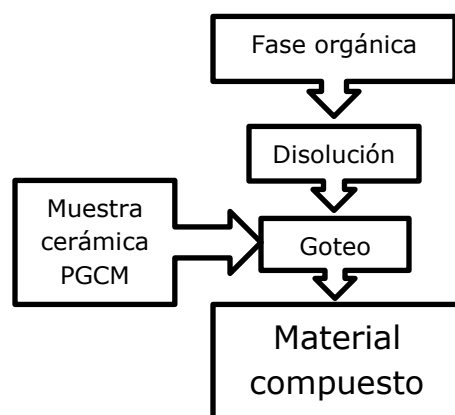 Fase orgánica
Disolución
Muestra
cerámica
PGCM
Goteo
Material
compuesto